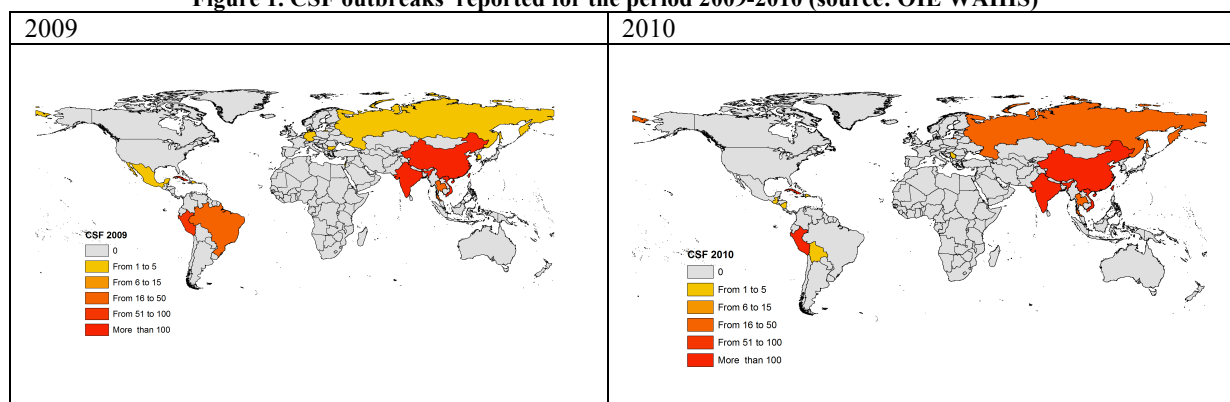 Figure 1. CSF outbreaks reported for the period 2009-2010 (source: OIE WAHIS)
2009
2010
CSF 2009
0
From 1 to 5
From 6 to 15
From 16 to 50
From 51 to 100
More than 100
CSF 2010
0
From 1 to 5
From 6 to 15
From 16 to 50
From 51 to 100
More than 100